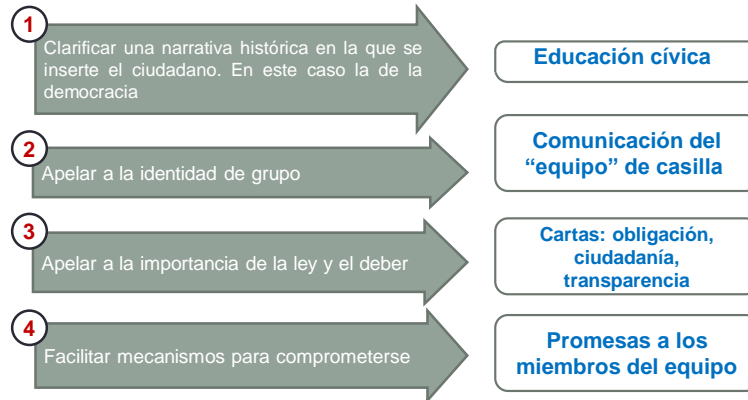 1
Clarificar una narrativa histórica en la que se
inserte el ciudadano. En este caso la de la
democracia
Educación cívica
2
Apelar a la identidad de grupo
Comunicación del
“equipo” de casilla
3
Apelar a la importancia de la ley y el deber
Cartas: obligación,
ciudadanía,
transparencia
4
Facilitar mecanismos para comprometerse
Promesas a los
miembros del equipo